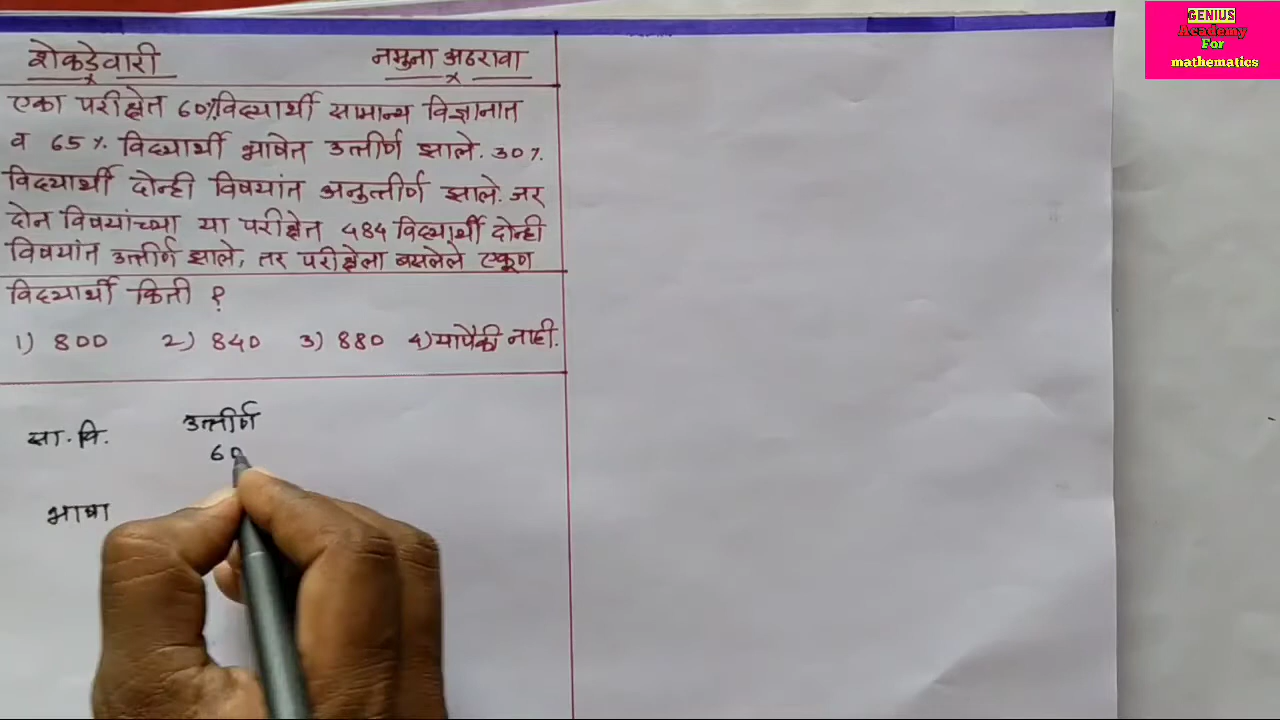 शेकडेवारी नमुना अठरावा
एका परीक्षेत 60% विद्यार्थी सामान्य विज्ञानात
व 65% विद्यार्थी भाषेत उत्तीर्ण झाले. 30%
विद्यार्थी दोन्ही विषयांत अनुत्तीर्ण झाले. जर
दोन विषयांच्या या परीक्षेत 484 विद्यार्थी दोन्ही
विषयांत उत्तीर्ण झाले, तर परीक्षेला बसलेले एकूण
विद्यार्थी किती ?
1) 800 2) 840 3) 880 4) यापैकी नाही.
उत्तीर्ण
सा. वि. 60
भाषा
GENIUS
Academy
For
mathematics